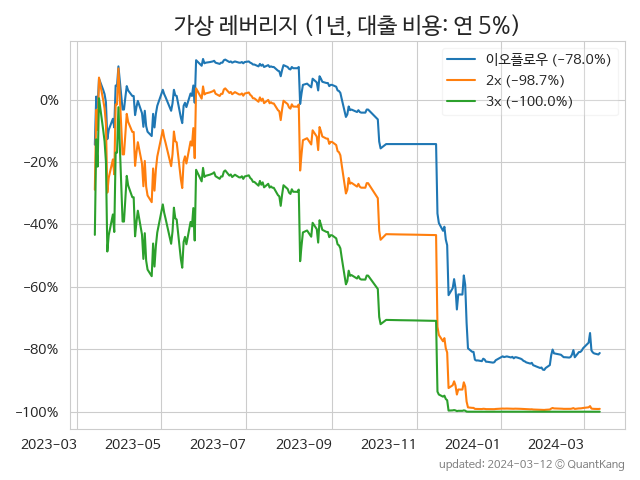 가상 레버리지 (1년, 대출 비용: 연 5%)
이오플로우 (−78.0%)
2x (−98.7%)
3x (−100.0%)
0%
−20%
−40%
−60%
−80%
−100%
2023-03
2023-05
2023-07
2023-09
2023-11
2024-01
2024-03
updated: 2024-03-12 © QuantKang